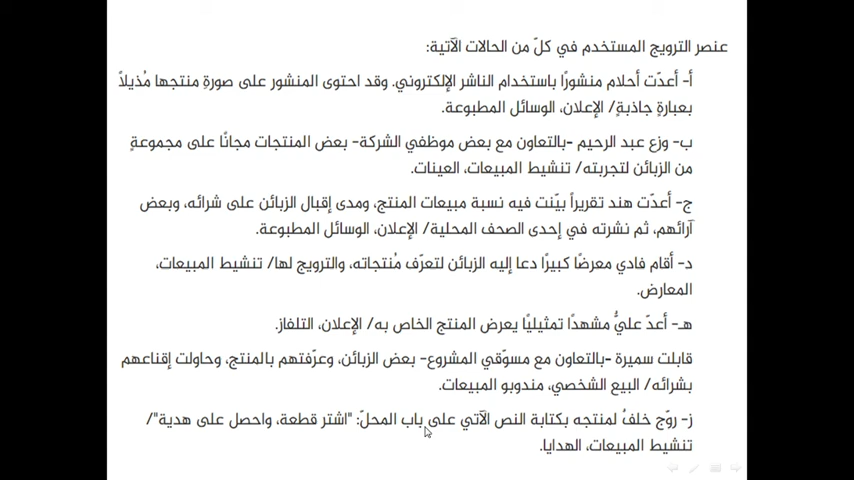 عنصر الترويج المستخدم في كلّ من الحالات الآتية:
أ- أعدّت أحلام منشورًا باستخدام الناشر الإلكتروني. وقد احتوى المنشور على صورةِ منتجها مُذيلاً
بعبارةٍ جاذبةٍ/ الإعلان، الوسائل المطبوعة.
ب- وزع عبد الرحيم -بالتعاون مع بعض موظفي الشركة- بعض المنتجات مجانًا على مجموعةٍ
من الزبائن لتجربته/ تنشيط المبيعات، العينات.
ج- أعدّت هند تقريراً بيّنت فيه نسبة مبيعات المنتج، ومدى إقبال الزبائن على شرائه، وبعض
آرائهم، ثم نشرته في إحدى الصحف المحلية/ الإعلان، الوسائل المطبوعة.
د- أقام فادي معرضًا كبيرًا دعا إليه الزبائن لتعرّف مُنتجاته، والترويج لها/ تنشيط المبيعات،
المعارض.
هـ- أعدّ عليٌّ مشهدًا تمثيليًا يعرض المنتج الخاص به/ الإعلان، التلفاز.
قابلت سميرة -بالتعاون مع مسوّقي المشروع- بعض الزبائن، وعرّفتهم بالمنتج، وحاولت إقناعهم
بشرائه/ البيع الشخصي، مندوبو المبيعات.
ز- روّج خلفُ لمنتجه بكتابة النص الآتي على باب المحلّ: "اشتر قطعة، واحصل على هدية"/
تنشيط المبيعات، الهدايا.